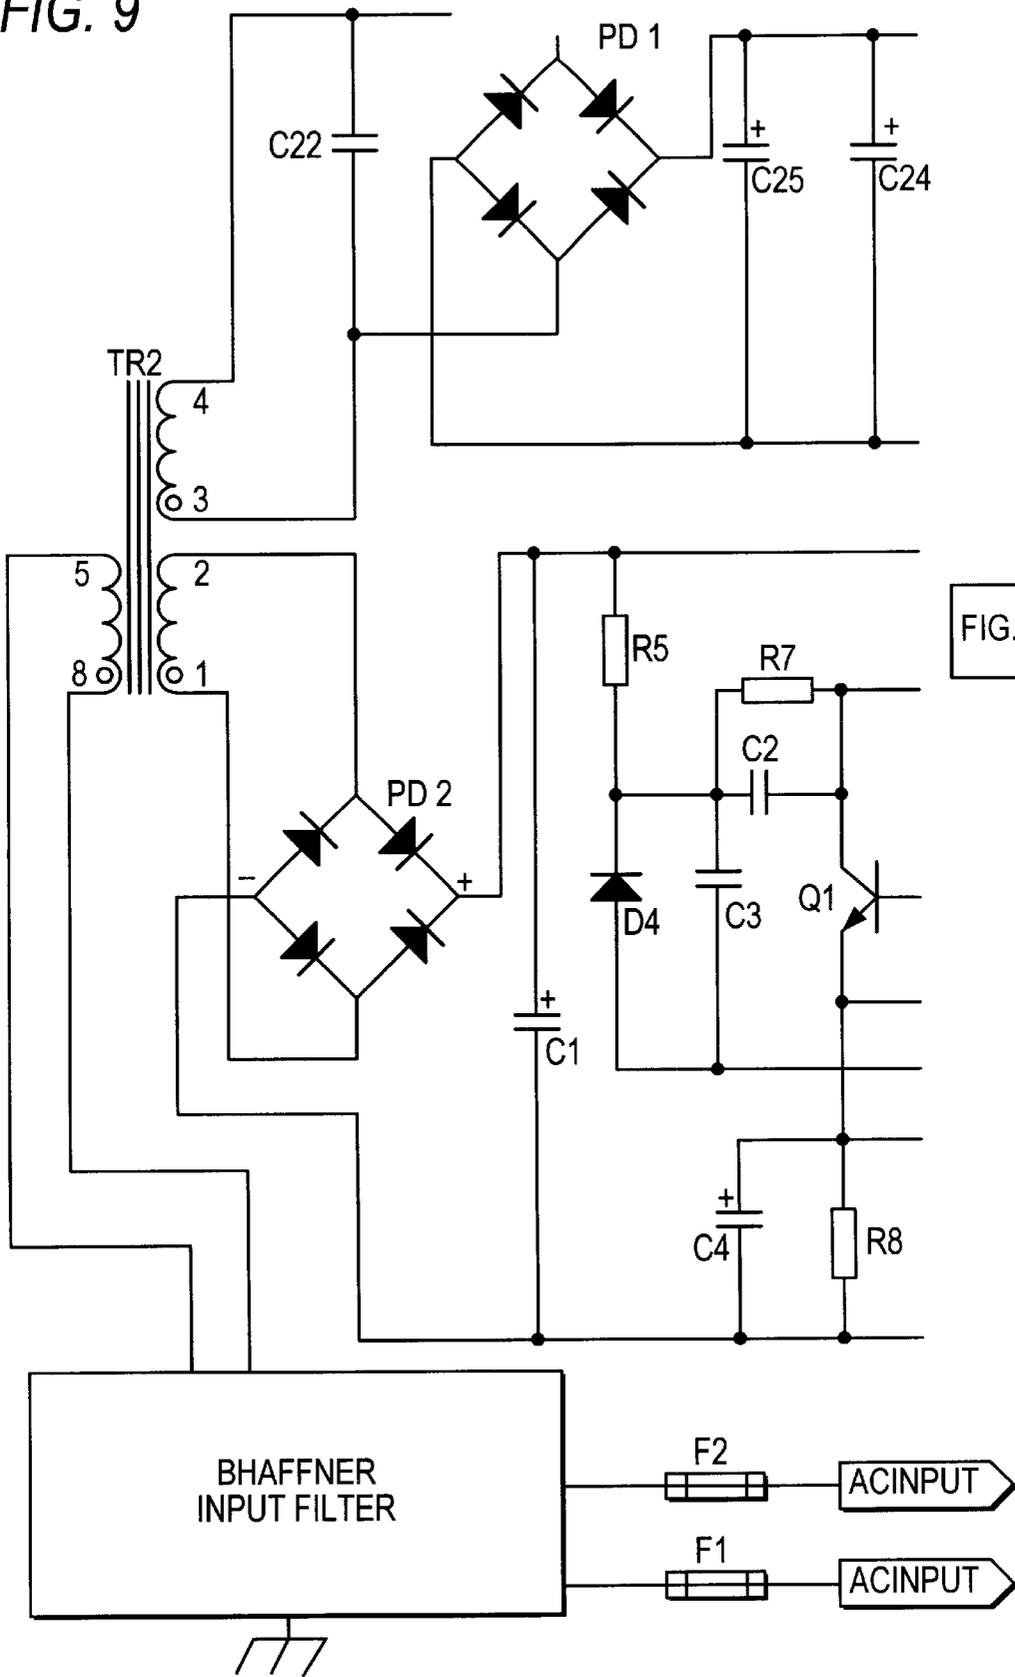 FIG. 9
PD 1
C22
+
C25
+
C24
TR2
4
3
5
2
8
1
R5
FIG.
R7
C2
PD 2
−
+
D4
C3
Q1
+
C1
+
C4
R8
BHAFFNER
INPUT FILTER
F2
ACINPUT
F1
ACINPUT